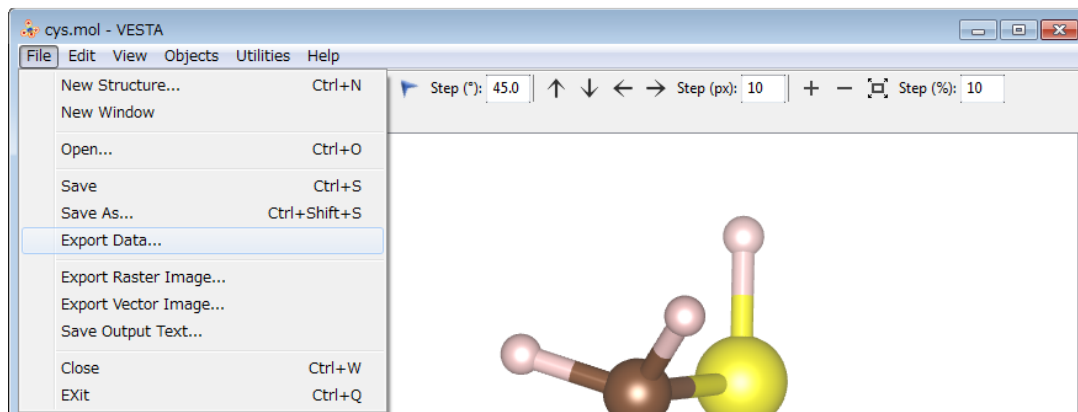 cys.mol - VESTA
File Edit View Objects Utilities Help
New Structure... Ctrl+N
New Window
Open... Ctrl+O
Save Ctrl+S
Save As... Ctrl+Shift+S
Export Data...
Export Raster Image...
Export Vector Image...
Save Output Text...
Close Ctrl+W
EXit Ctrl+Q
Step (°): 45.0 Step (px): 10 Step (%): 10